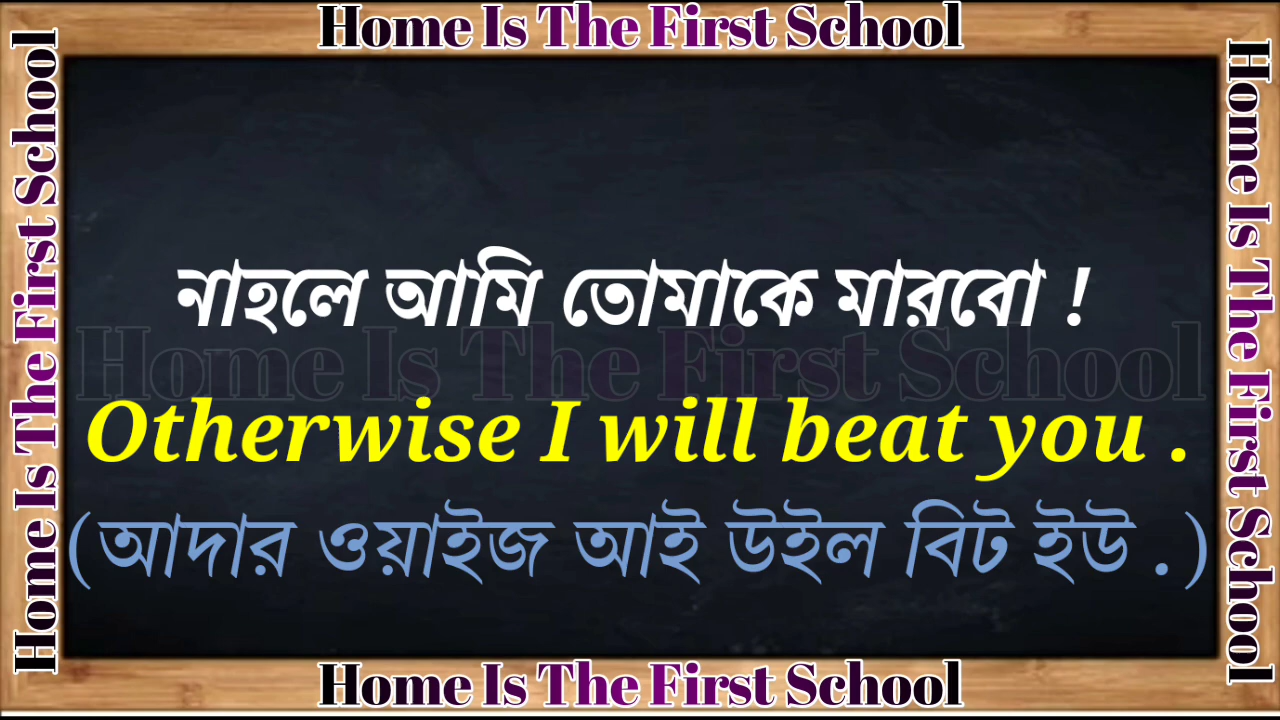 Home Is The First School
Home Is The First School
Home Is The First School
নাহলে আমি তোমাকে মারবো !
Home Is The First School
Otherwise I will beat you .
(আদার ওয়াইজ আই উইল বিট ইউ .)
Home Is The First School